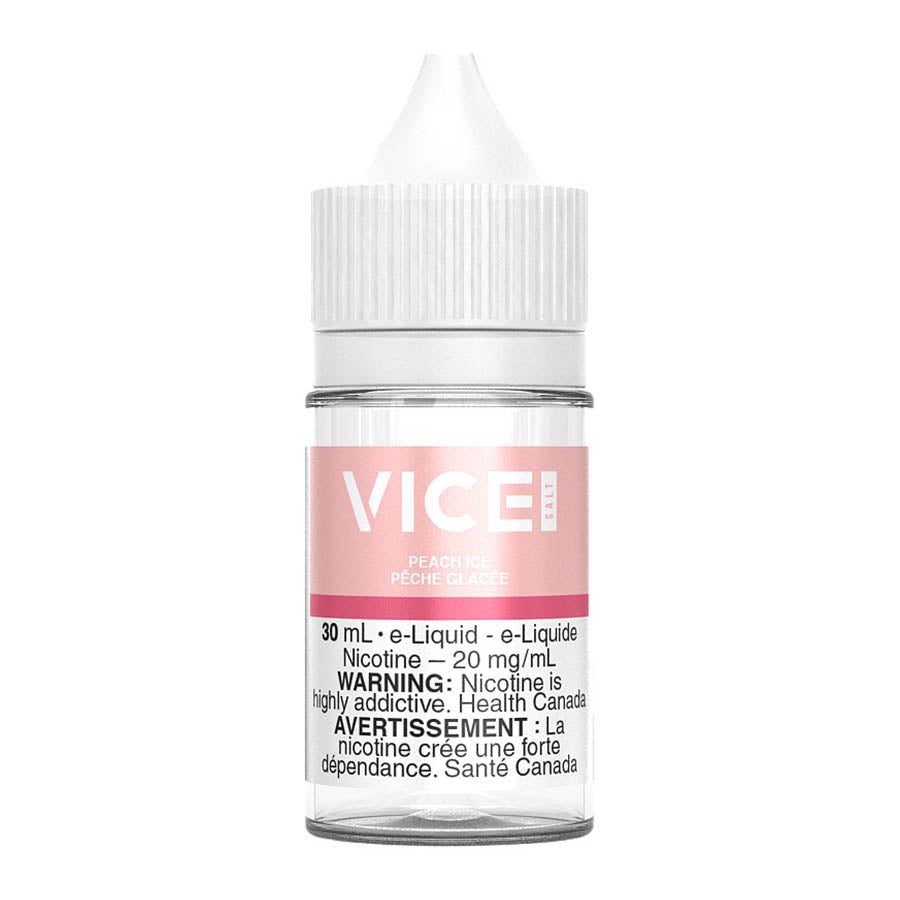 VICE SALT
PEACH ICE
PÊCHE GLACÉE
30 mL • e-Liquid - e-Liquide
Nicotine — 20 mg/mL
WARNING: Nicotine is
highly addictive. Health Canada
AVERTISSEMENT : La
nicotine crée une forte
dépendance. Santé Canada